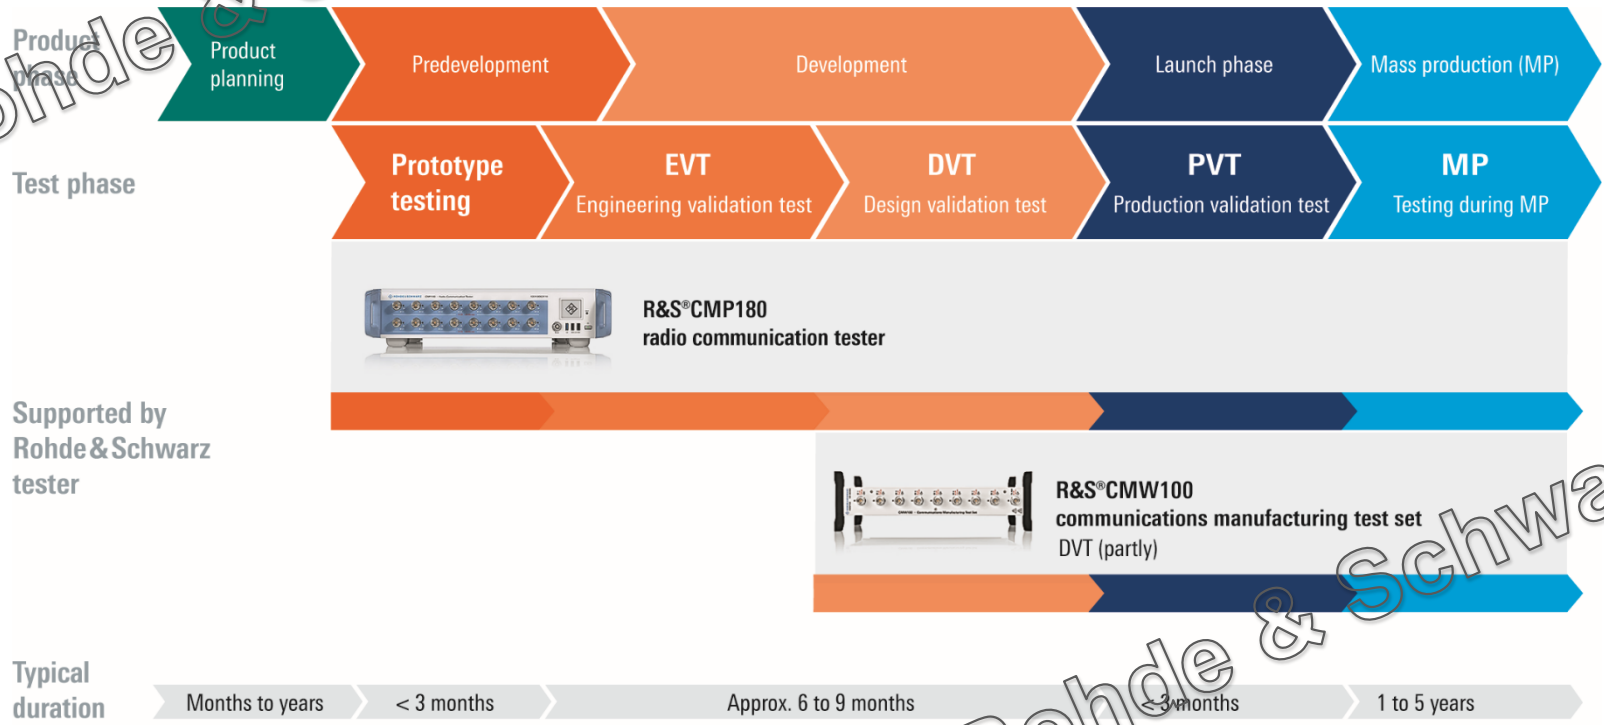 Product
phase
Product
planning
Predevelopment
Development
Launch phase
Mass production (MP)
Test phase
Prototype
testing
EVT
Engineering validation test
DVT
Design validation test
PVT
Production validation test
MP
Testing during MP
R&S®CMP180
radio communication tester
Supported by
Rohde & Schwarz
tester
R&S®CMW100
communications manufacturing test set
DVT (partly)
Typical
duration
Months to years
< 3 months
Approx. 6 to 9 months
< 3 months
1 to 5 years
ohde &
Rohde & Schwa